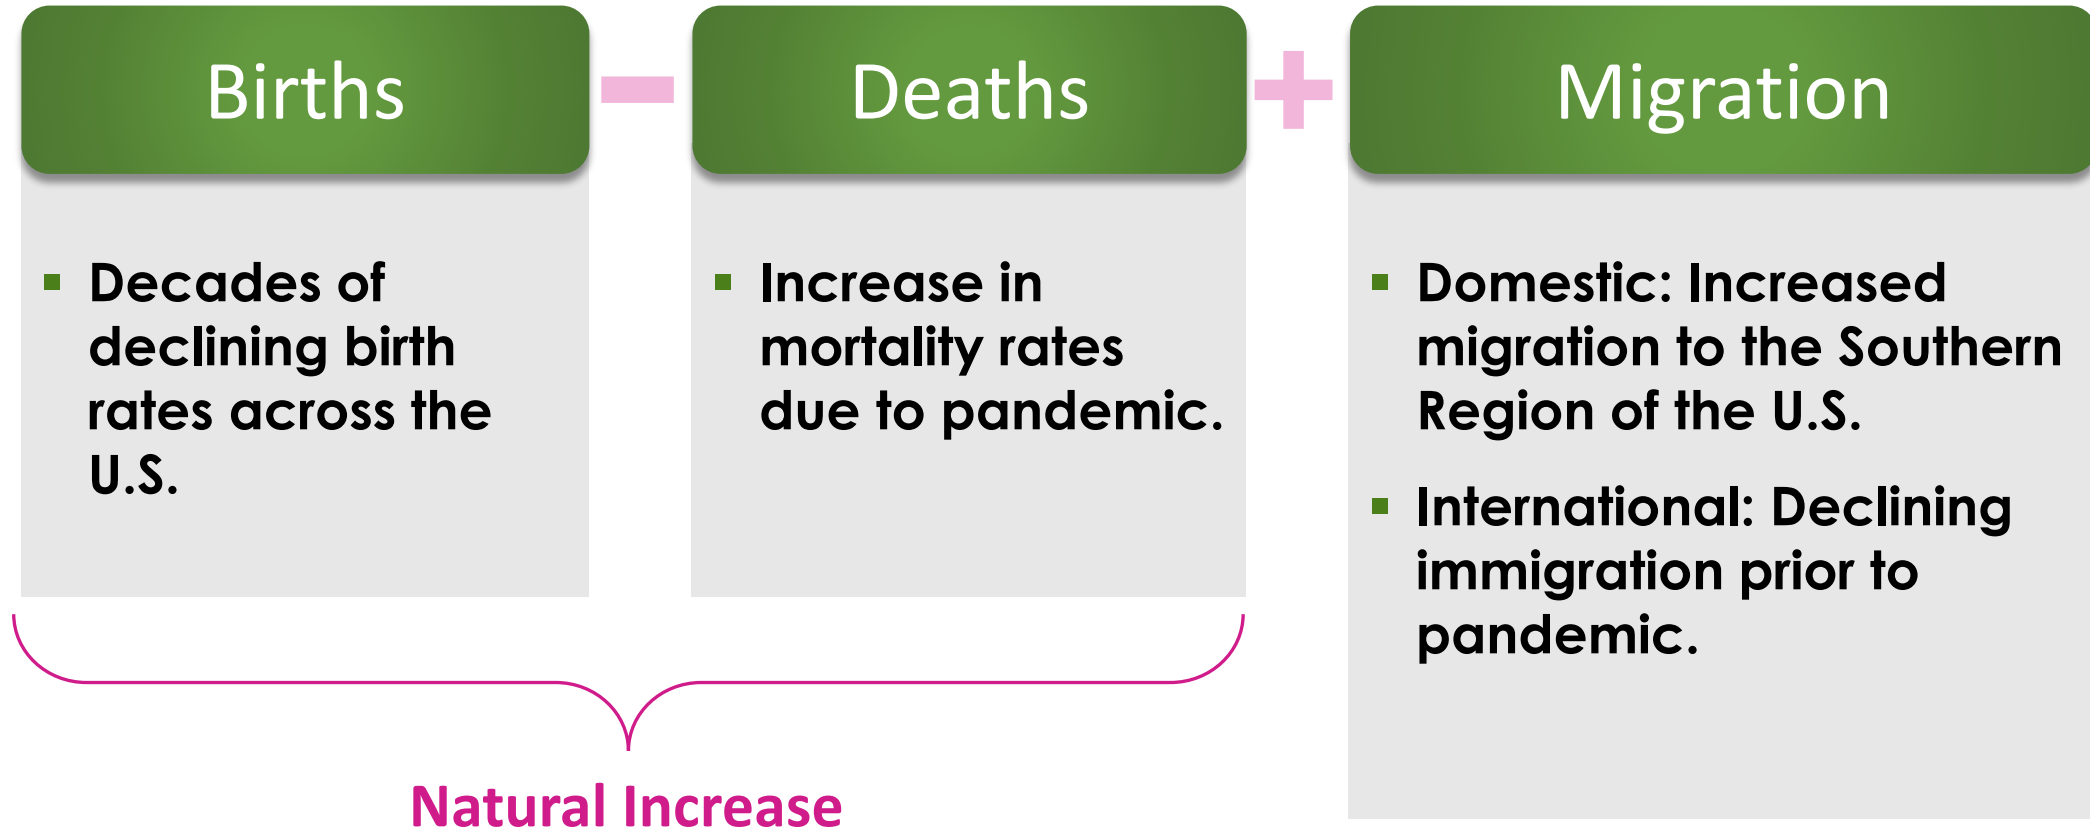 Births
Deaths
Migration
▪ Decades of
declining birth
rates across the
U.S.
▪ Increase in
mortality rates
due to pandemic.
▪ Domestic: Increased
migration to the Southern
Region of the U.S.
▪ International: Declining
immigration prior to
pandemic.
Natural Increase